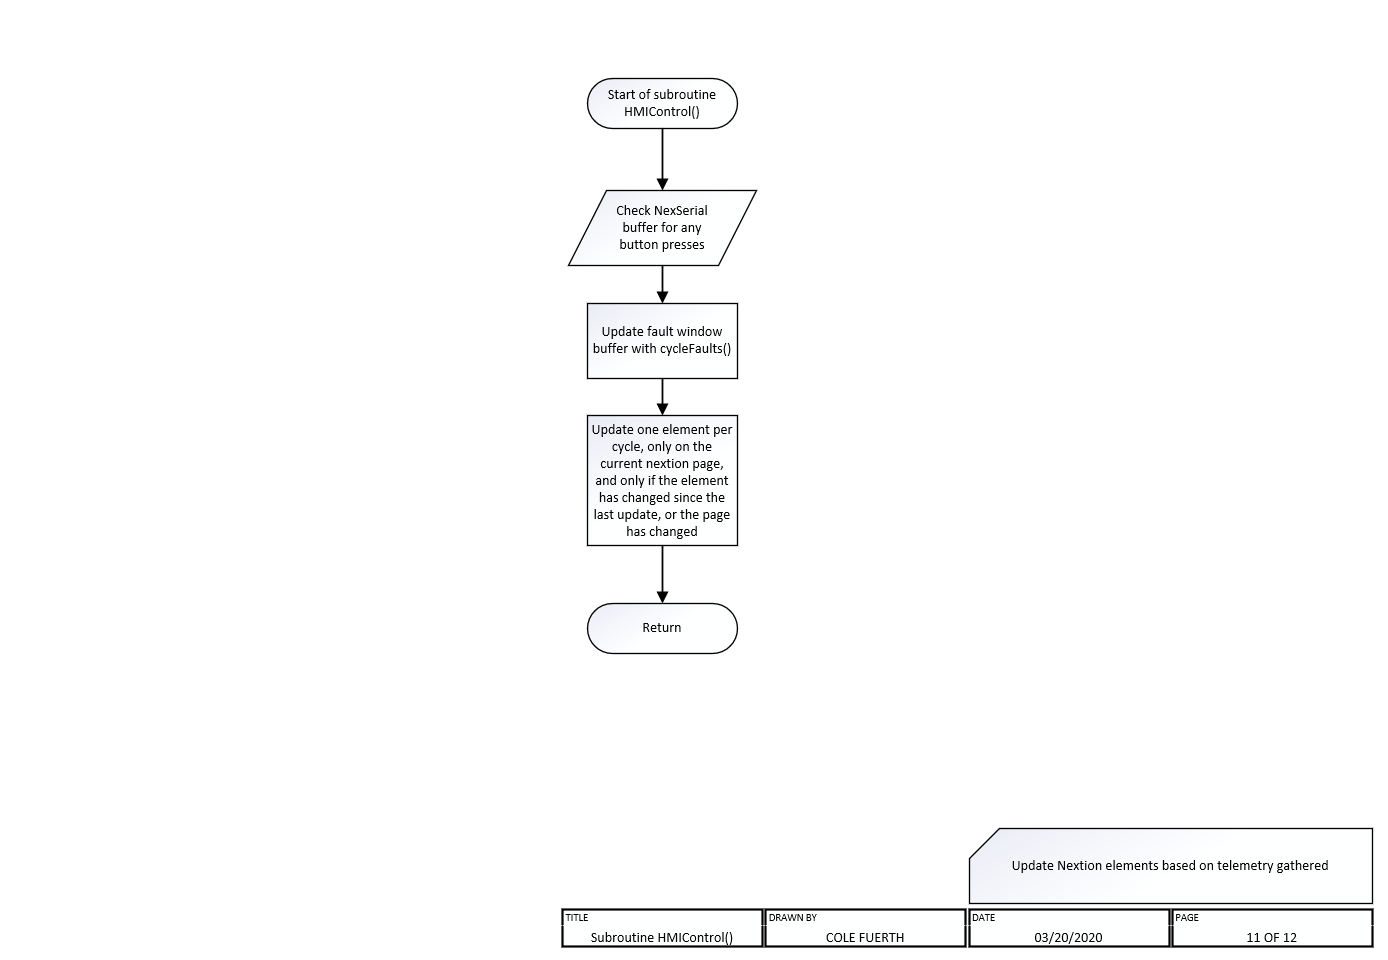 Start of subroutine
HMIControl()
Check NexSerial
buffer for any
button presses
Update fault window
buffer with cycleFaults()
Update one element per
cycle, only on the
current nextion page,
and only if the element
has changed since the
last update, or the page
has changed
Return
Update Nextion elements based on telemetry gathered
TITLE
Subroutine HMIControl()
DRAWN BY
COLE FUERTH
DATE
03/20/2020
PAGE
11 OF 12